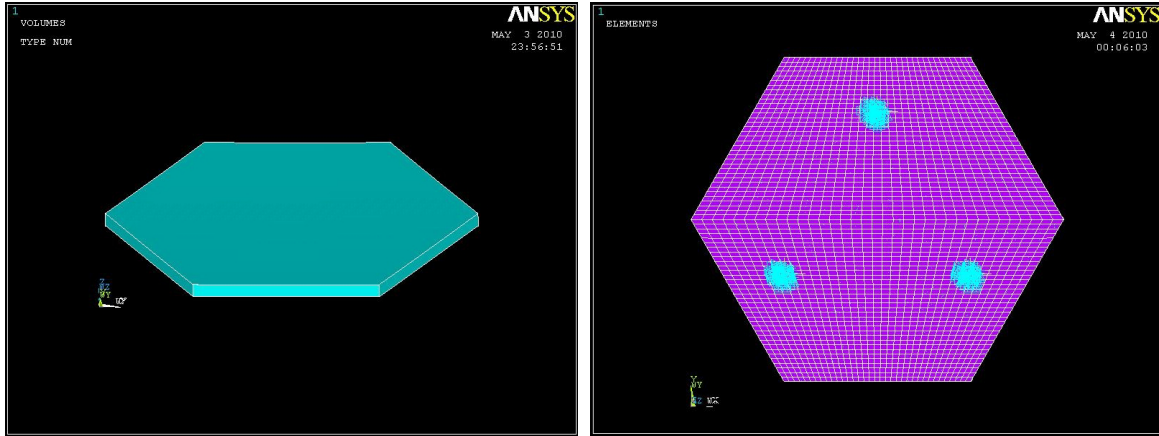 1
VOLUMES
TYPE NUM
ANSYS
MAY 3 2010
23:56:51
1
ELEMENTS
ANSYS
MAY 4 2010
00:06:03
Y